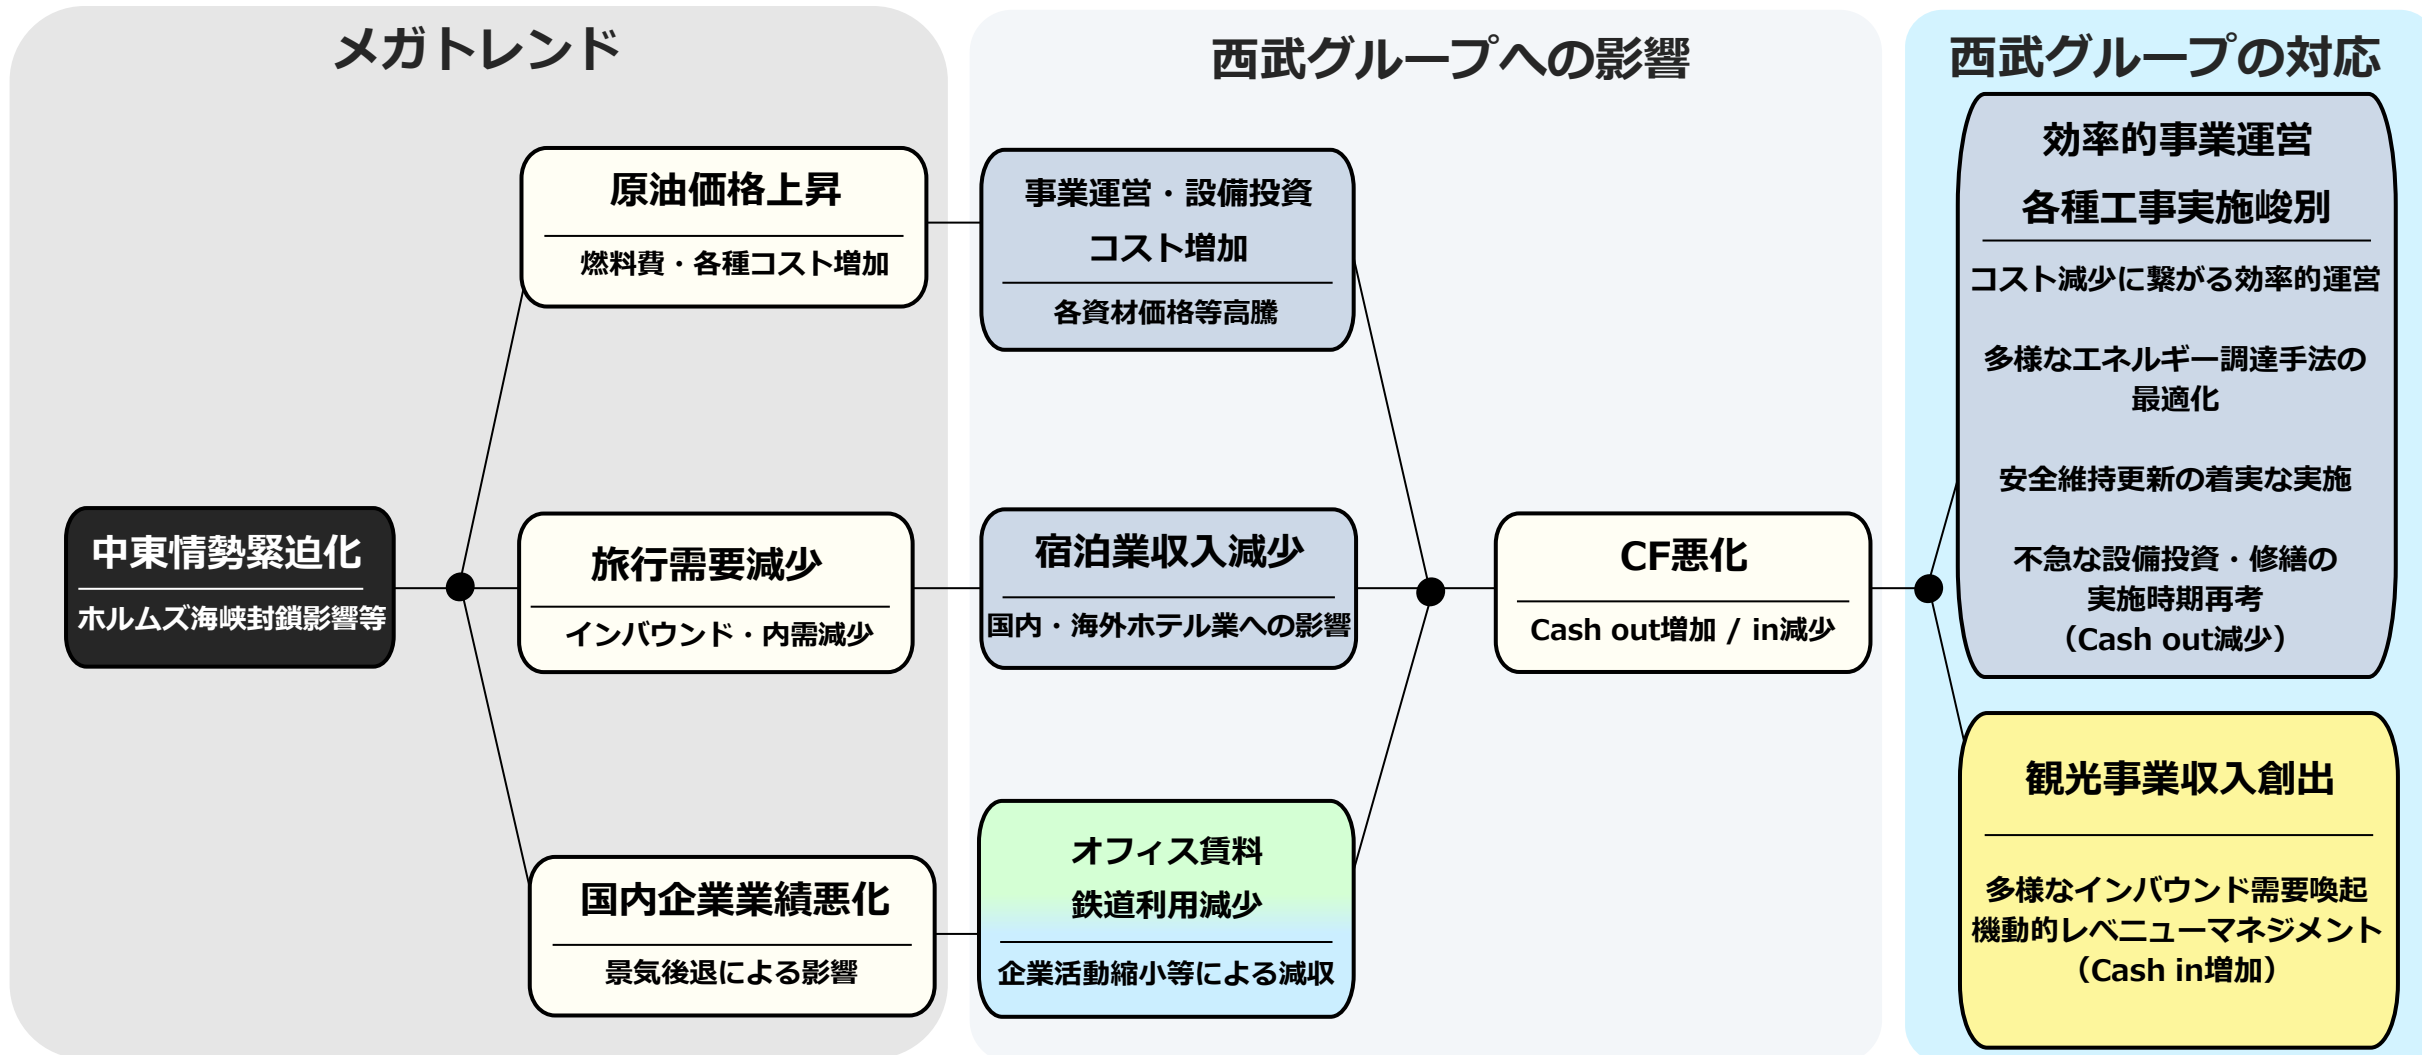 メガトレンド
西武グループへの影響
西武グループの対応
中東情勢緊迫化
ホルムズ海峡封鎖影響等
原油価格上昇
燃料費・各種コスト増加
旅行需要減少
インバウンド・内需減少
国内企業業績悪化
景気後退による影響
事業運営・設備投資
コスト増加
各資材価格等高騰
宿泊業収入減少
国内・海外ホテル業への影響
オフィス賃料
鉄道利用減少
企業活動縮小等による減収
CF悪化
Cash out増加 / in減少
効率的事業運営
各種工事実施峻別
コスト減少に繋がる効率的運営
多様なエネルギー調達手法の
最適化
安全維持更新の着実な実施
不急な設備投資・修繕の
実施時期再考
（Cash out減少）
観光事業収入創出
多様なインバウンド需要喚起
機動的レベニューマネジメント
（Cash in増加）